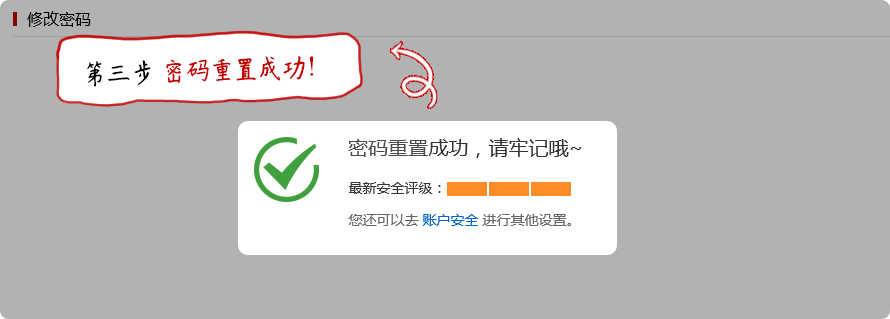 修改密码
第三步 密码重置成功!
密码重置成功，请牢记哦~
最新安全评级：
您还可以去 账户安全 进行其他设置。